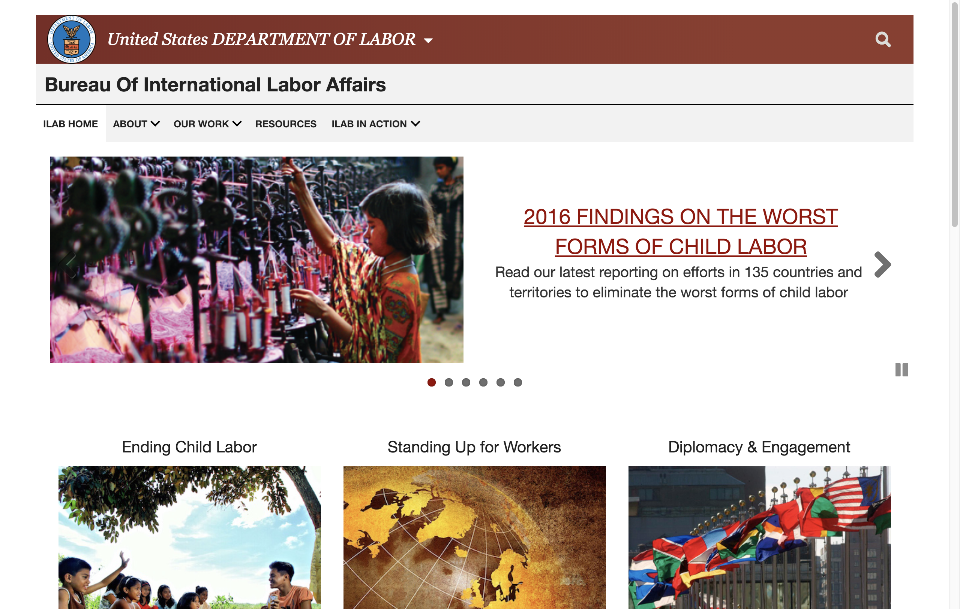 United States DEPARTMENT OF LABOR
Bureau Of International Labor Affairs
ILAB HOME ABOUT OUR WORK RESOURCES ILAB IN ACTION
2016 FINDINGS ON THE WORST
FORMS OF CHILD LABOR
Read our latest reporting on efforts in 135 countries and
territories to eliminate the worst forms of child labor
Ending Child Labor Standing Up for Workers Diplomacy & Engagement